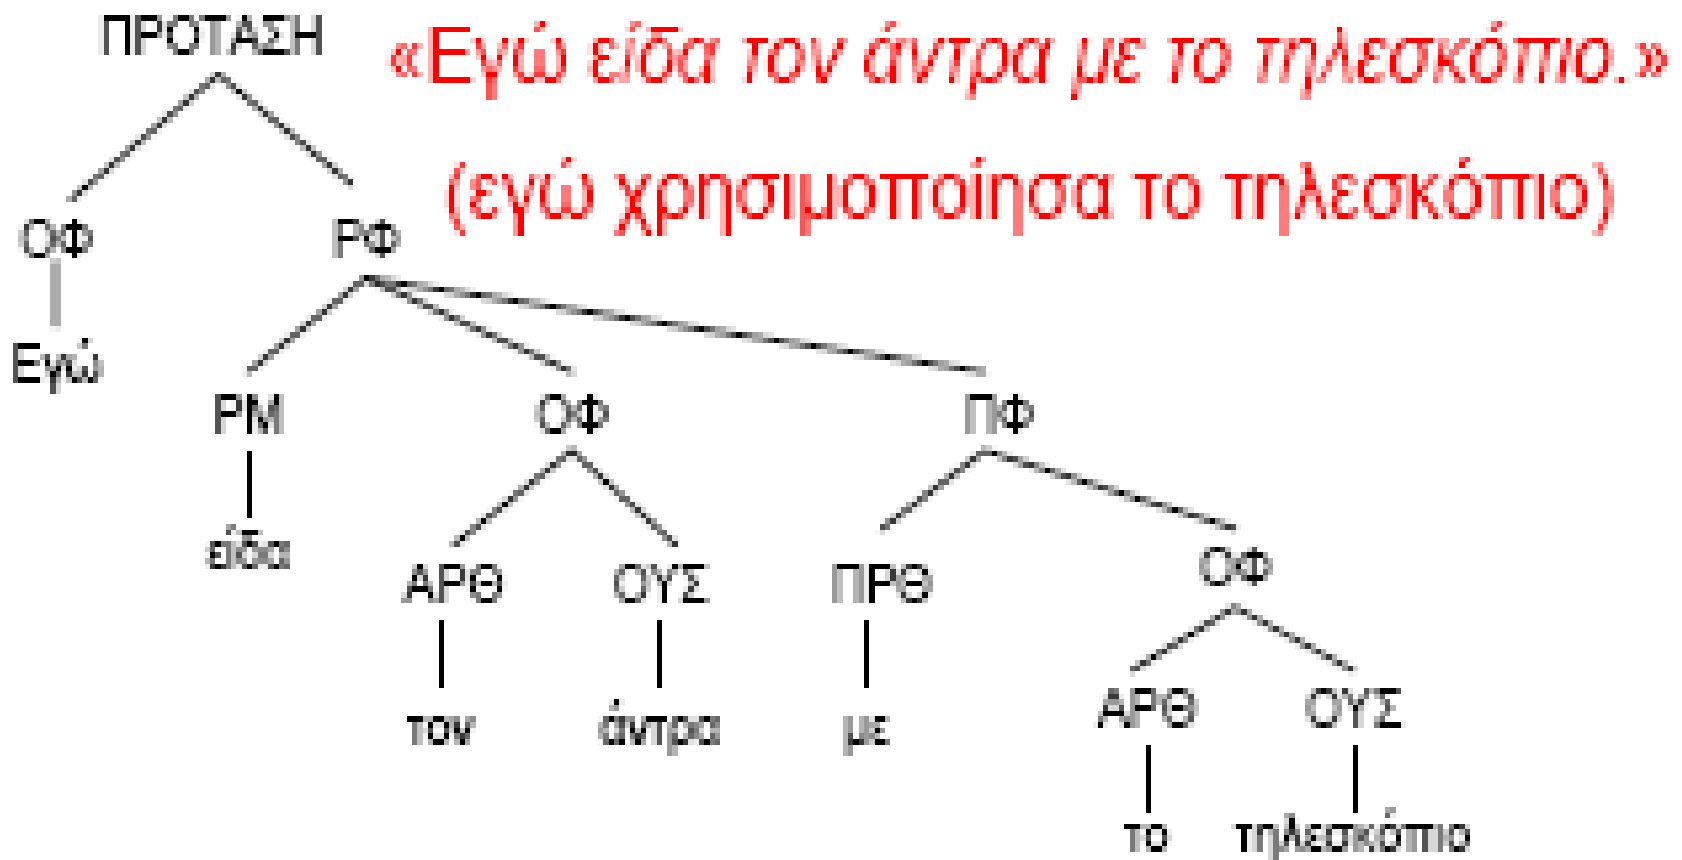 ΠΡΟΤΑΣΗ «Εγώ είδα τον άντρα με το τηλεσκόπιο.»
(εγώ χρησιμοποίησα το τηλεσκόπιο)
ΟΦ ΡΦ
Εγώ
ΡΜ ΟΦ ΠΦ
είδα
ΑΡΘ ΟΥΣ ΠΡΘ ΟΦ
τον άντρα με
ΑΡΘ ΟΥΣ
το τηλεσκόπιο